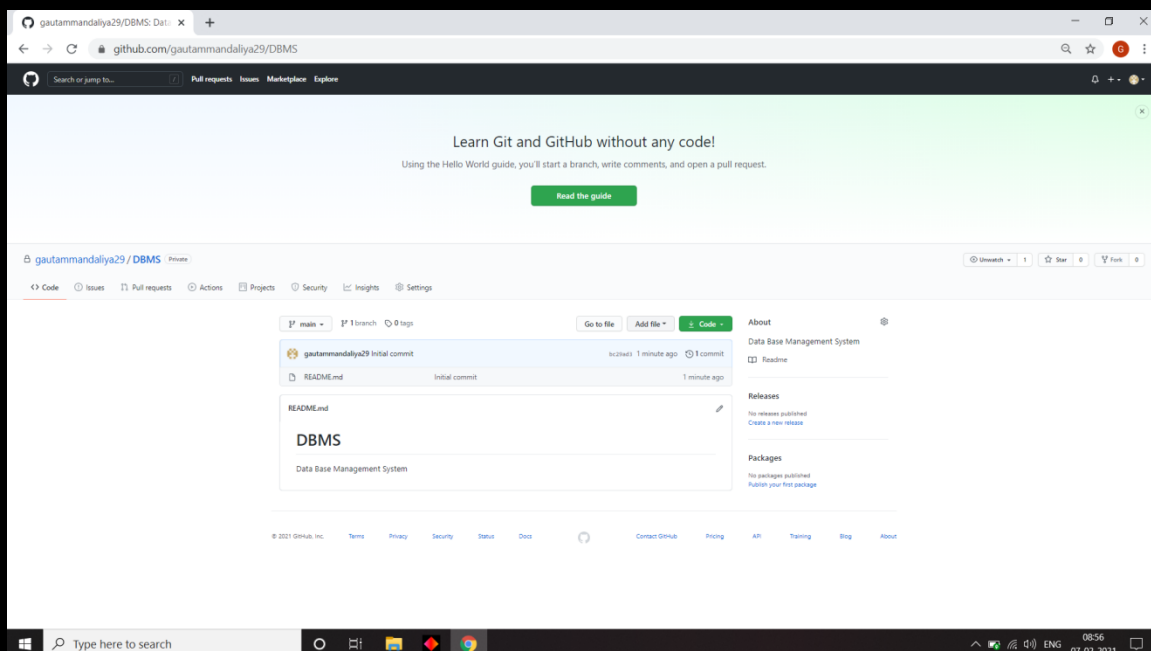 gautammandaliya29/DBMS: Data
github.com/gautammandaliya29/DBMS
G
Search or jump to... /
Pull requests Issues Marketplace Explore
Learn Git and GitHub without any code!
Using the Hello World guide, you'll start a branch, write comments, and open a pull request.
Read the guide
gautammandaliya29 / DBMS Private
Unwatch 1 Star 0 Fork 0
Code Issues Pull requests Actions Projects Security Insights Settings
main 1 branch 0 tags
Go to file Add file Code
About
Data Base Management System
Readme
gautammandaliya29 Initial commit
1 minute ago 1 commit
README.md Initial commit 1 minute ago
Releases
No releases published
Create a new release
README.md
DBMS
Data Base Management System
Packages
No packages published
Publish your first package
© 2021 GitHub, Inc. Terms Privacy Security Status Docs Contact GitHub Pricing API Training Blog About
Type here to search
ENG
08:56